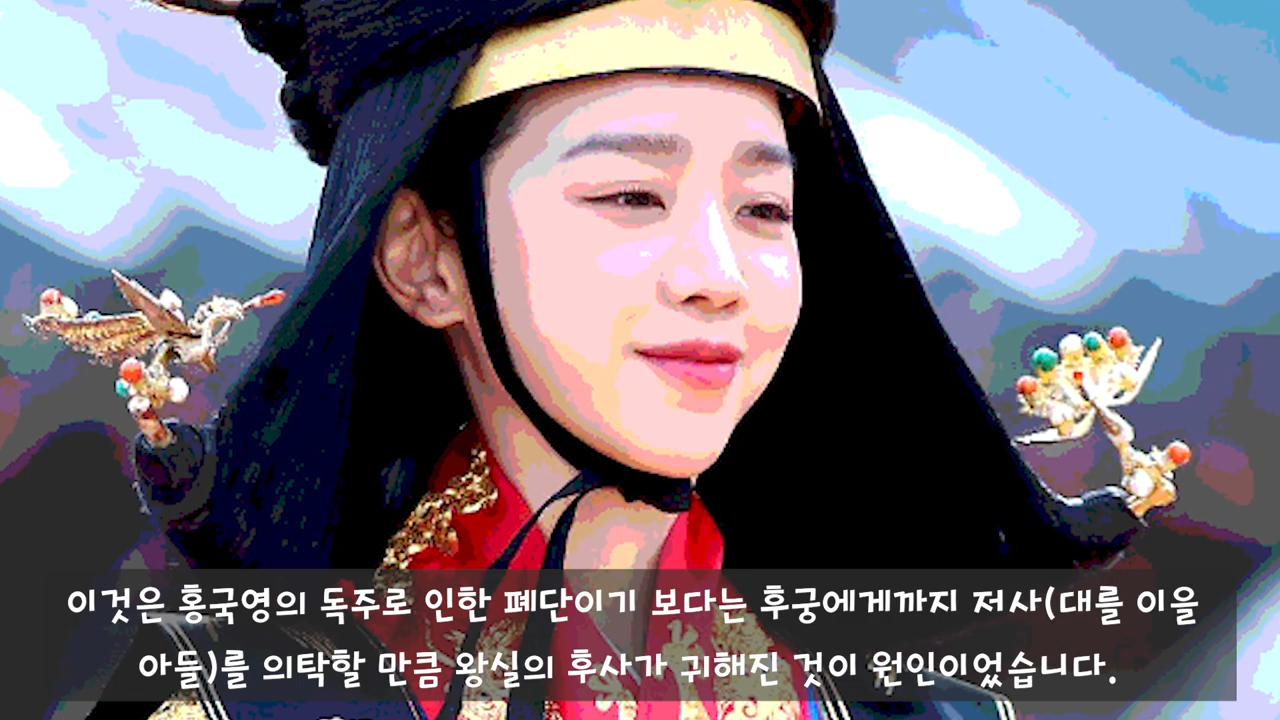 이것은 홍국영의 독주로 인한 폐단이기 보다는 후궁에게까지 저사(대를 이을
아들)를 의탁할 만큼 왕실의 후사가 귀해진 것이 원인이었습니다.